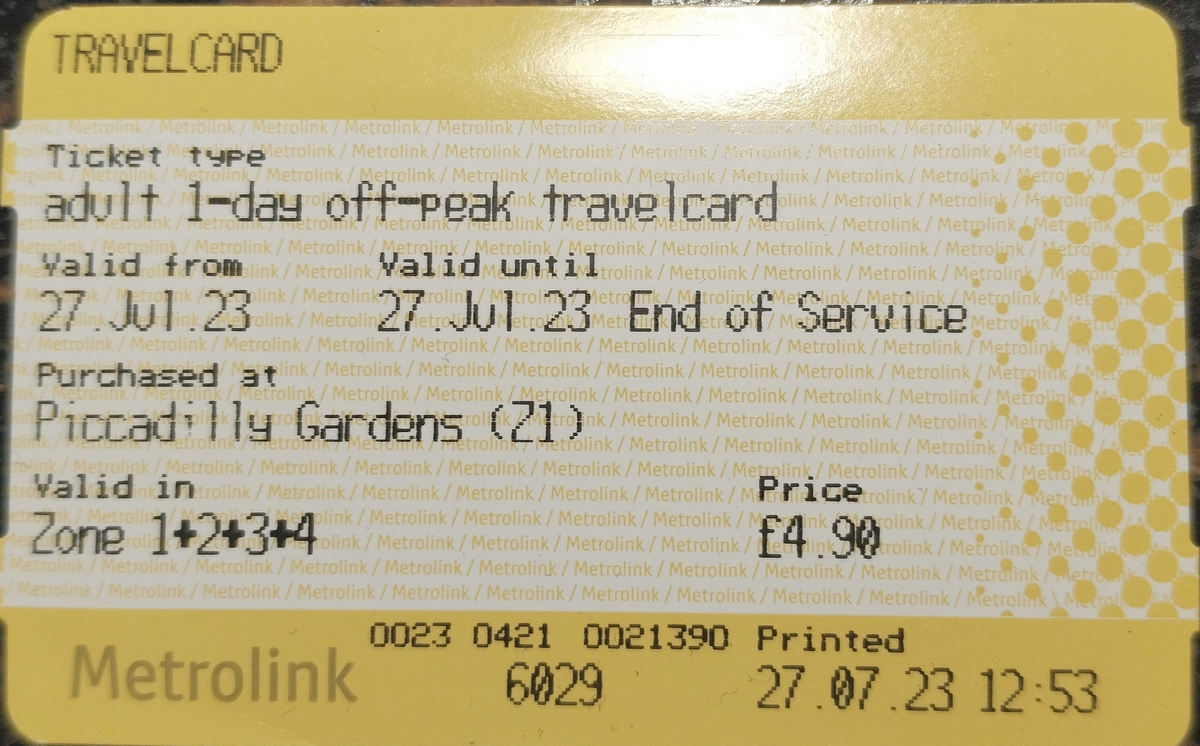 TRAVELCARD
Ticket type
adult 1-day off-peak travelcard
Valid from Valid until
27 Jul 23 27 Jul 23 End of Service
Purchased at
Piccadilly Gardens (Z1)
Valid in Price
Zone 1+2+3+4 £4.90
0023 0421 0021390 Printed
Metrolink 6029 27.07.23 12:53